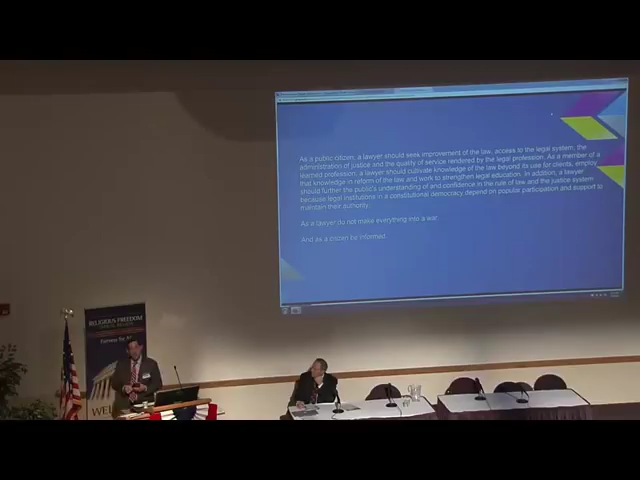 As a public citizen, a lawyer should seek improvement of the law, access to the legal system, the
administration of justice and the quality of service rendered by the legal profession. As a member of a
learned profession, a lawyer should cultivate knowledge of the law beyond its use for clients, employ
that knowledge in reform of the law and work to strengthen legal education. In addition, a lawyer
should further the public's understanding of and confidence in the rule of law and the justice system
because legal institutions in a constitutional democracy depend on popular participation and support to
maintain their authority.
As a lawyer do not make everything into a war.
And as a citizen be informed.
RELIGIOUS FREEDOM